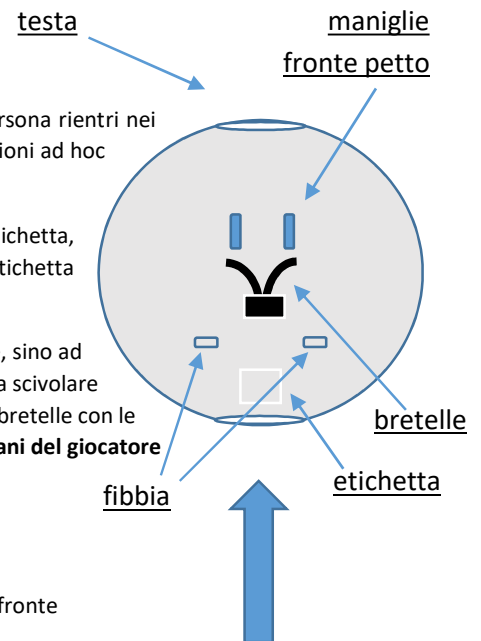 testa
maniglie
fronte petto
rsona rientri nei
ioni ad hoc
ichetta,
tichetta
, sino ad
a scivolare
bretelle con le
ani del giocatore
bretelle
etichetta
fibbia
fronte